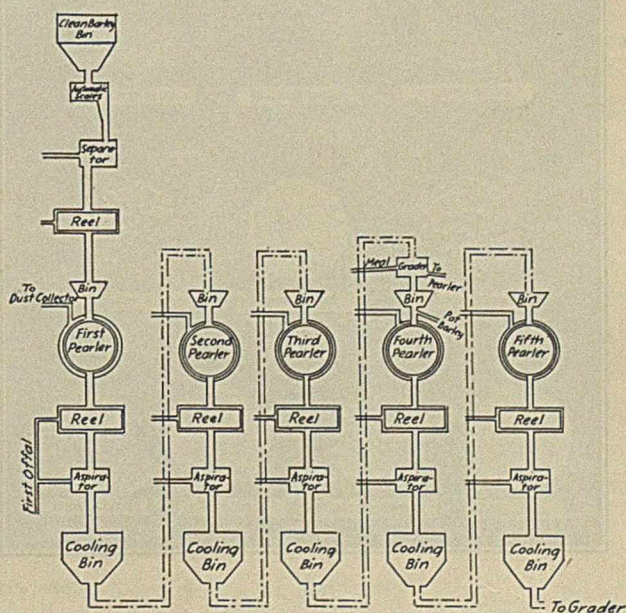 Clean Barley
Bin
Automatic
Scales
Separa-
tor
Reel
Bin
To
Dust Collector
First
Pearler
Reel
First Offal
Aspira-
tor
Cooling
Bin
Bin
Second
Pearler
Reel
Aspira-
tor
Cooling
Bin
Bin
Third
Pearler
Reel
Aspira-
tor
Cooling
Bin
Meal
Grader
To
Pearler
Bin
Pot
Barley
Fourth
Pearler
Reel
Aspira-
tor
Cooling
Bin
Bin
Fifth
Pearler
Reel
Aspira-
tor
Cooling
Bin
To Grader